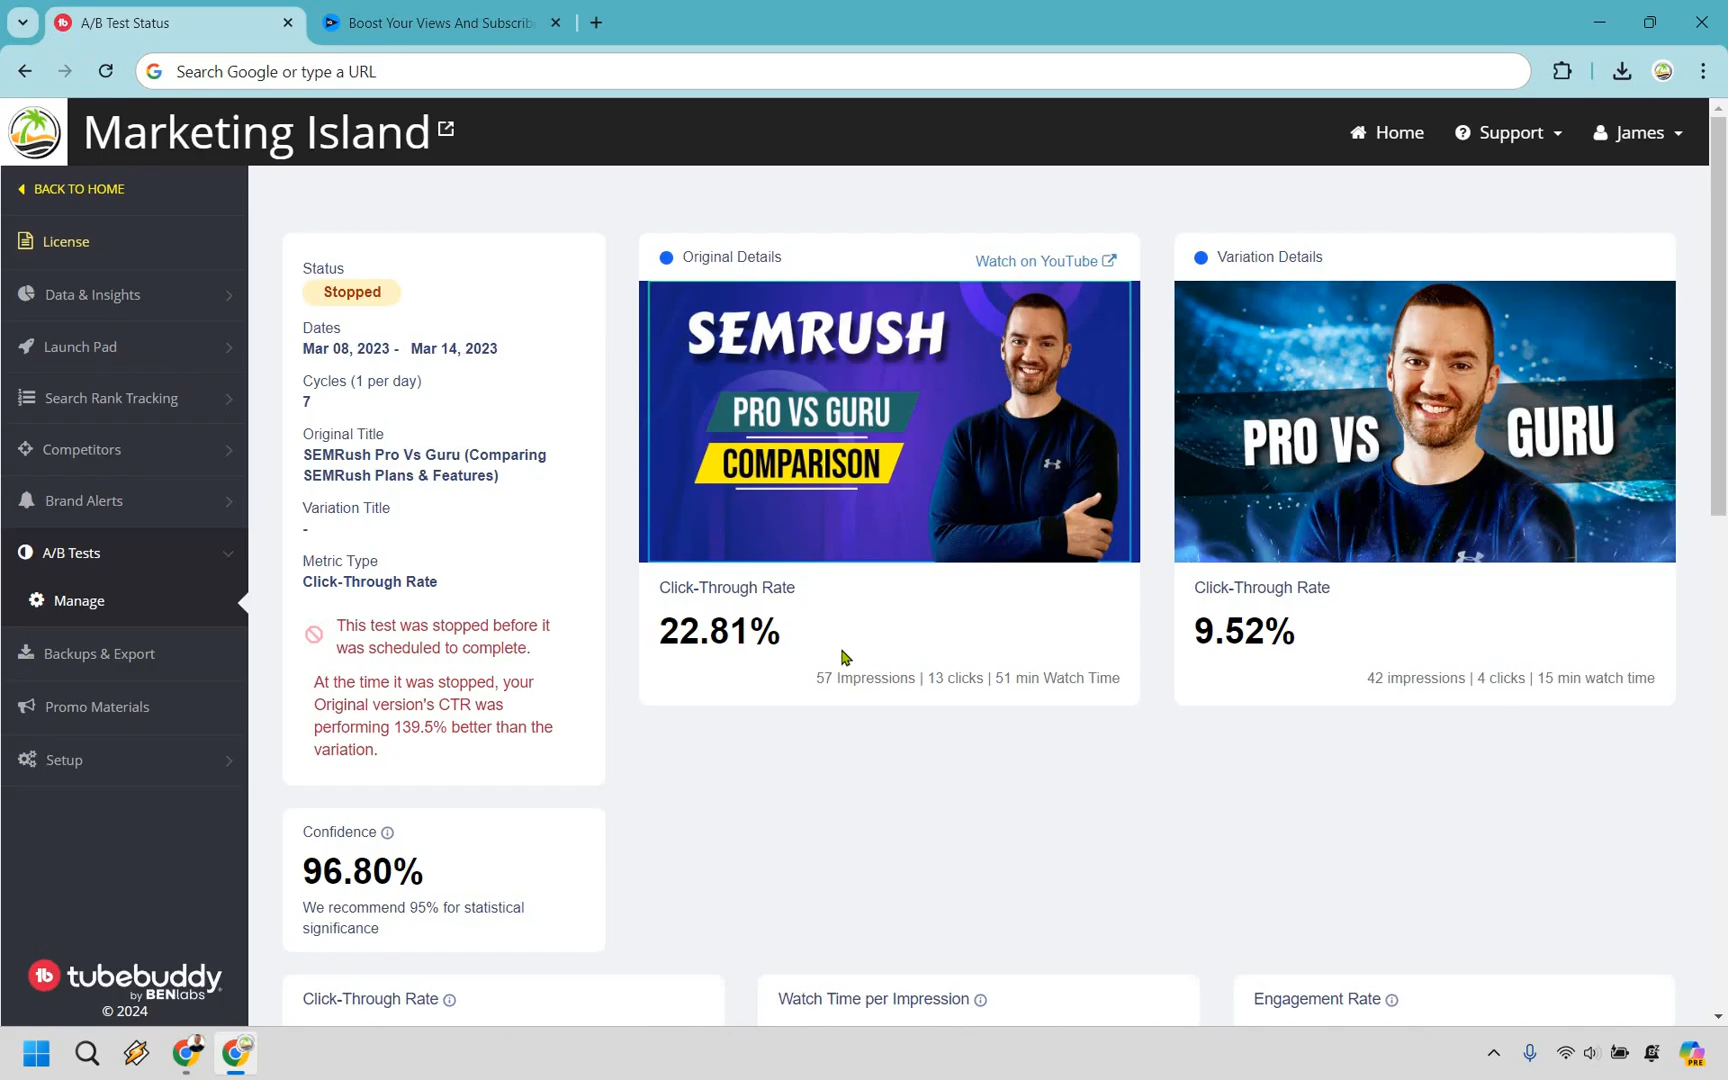 A/B Test Status
Boost Your Views And Subscrib
Search Google or type a URL
Marketing Island
Home
Support
James
BACK TO HOME
License
Data & Insights
Launch Pad
Search Rank Tracking
Competitors
Brand Alerts
A/B Tests
Manage
Backups & Export
Promo Materials
Setup
tubebuddy
by BENlabs
© 2024
Status
Stopped
Dates
Mar 08, 2023 - Mar 14, 2023
Cycles (1 per day)
7
Original Title
SEMRush Pro Vs Guru (Comparing
SEMRush Plans & Features)
Variation Title
-
Metric Type
Click-Through Rate
This test was stopped before it
was scheduled to complete.
At the time it was stopped, your
Original version's CTR was
performing 139.5% better than the
variation.
Confidence
96.80%
We recommend 95% for statistical
significance
Original Details
Watch on YouTube
SEMRUSH
PRO VS GURU
COMPARISON
Click-Through Rate
22.81%
57 Impressions | 13 clicks | 51 min Watch Time
Variation Details
PRO VS GURU
Click-Through Rate
9.52%
42 impressions | 4 clicks | 15 min watch time
Click-Through Rate
Watch Time per Impression
Engagement Rate
PRE